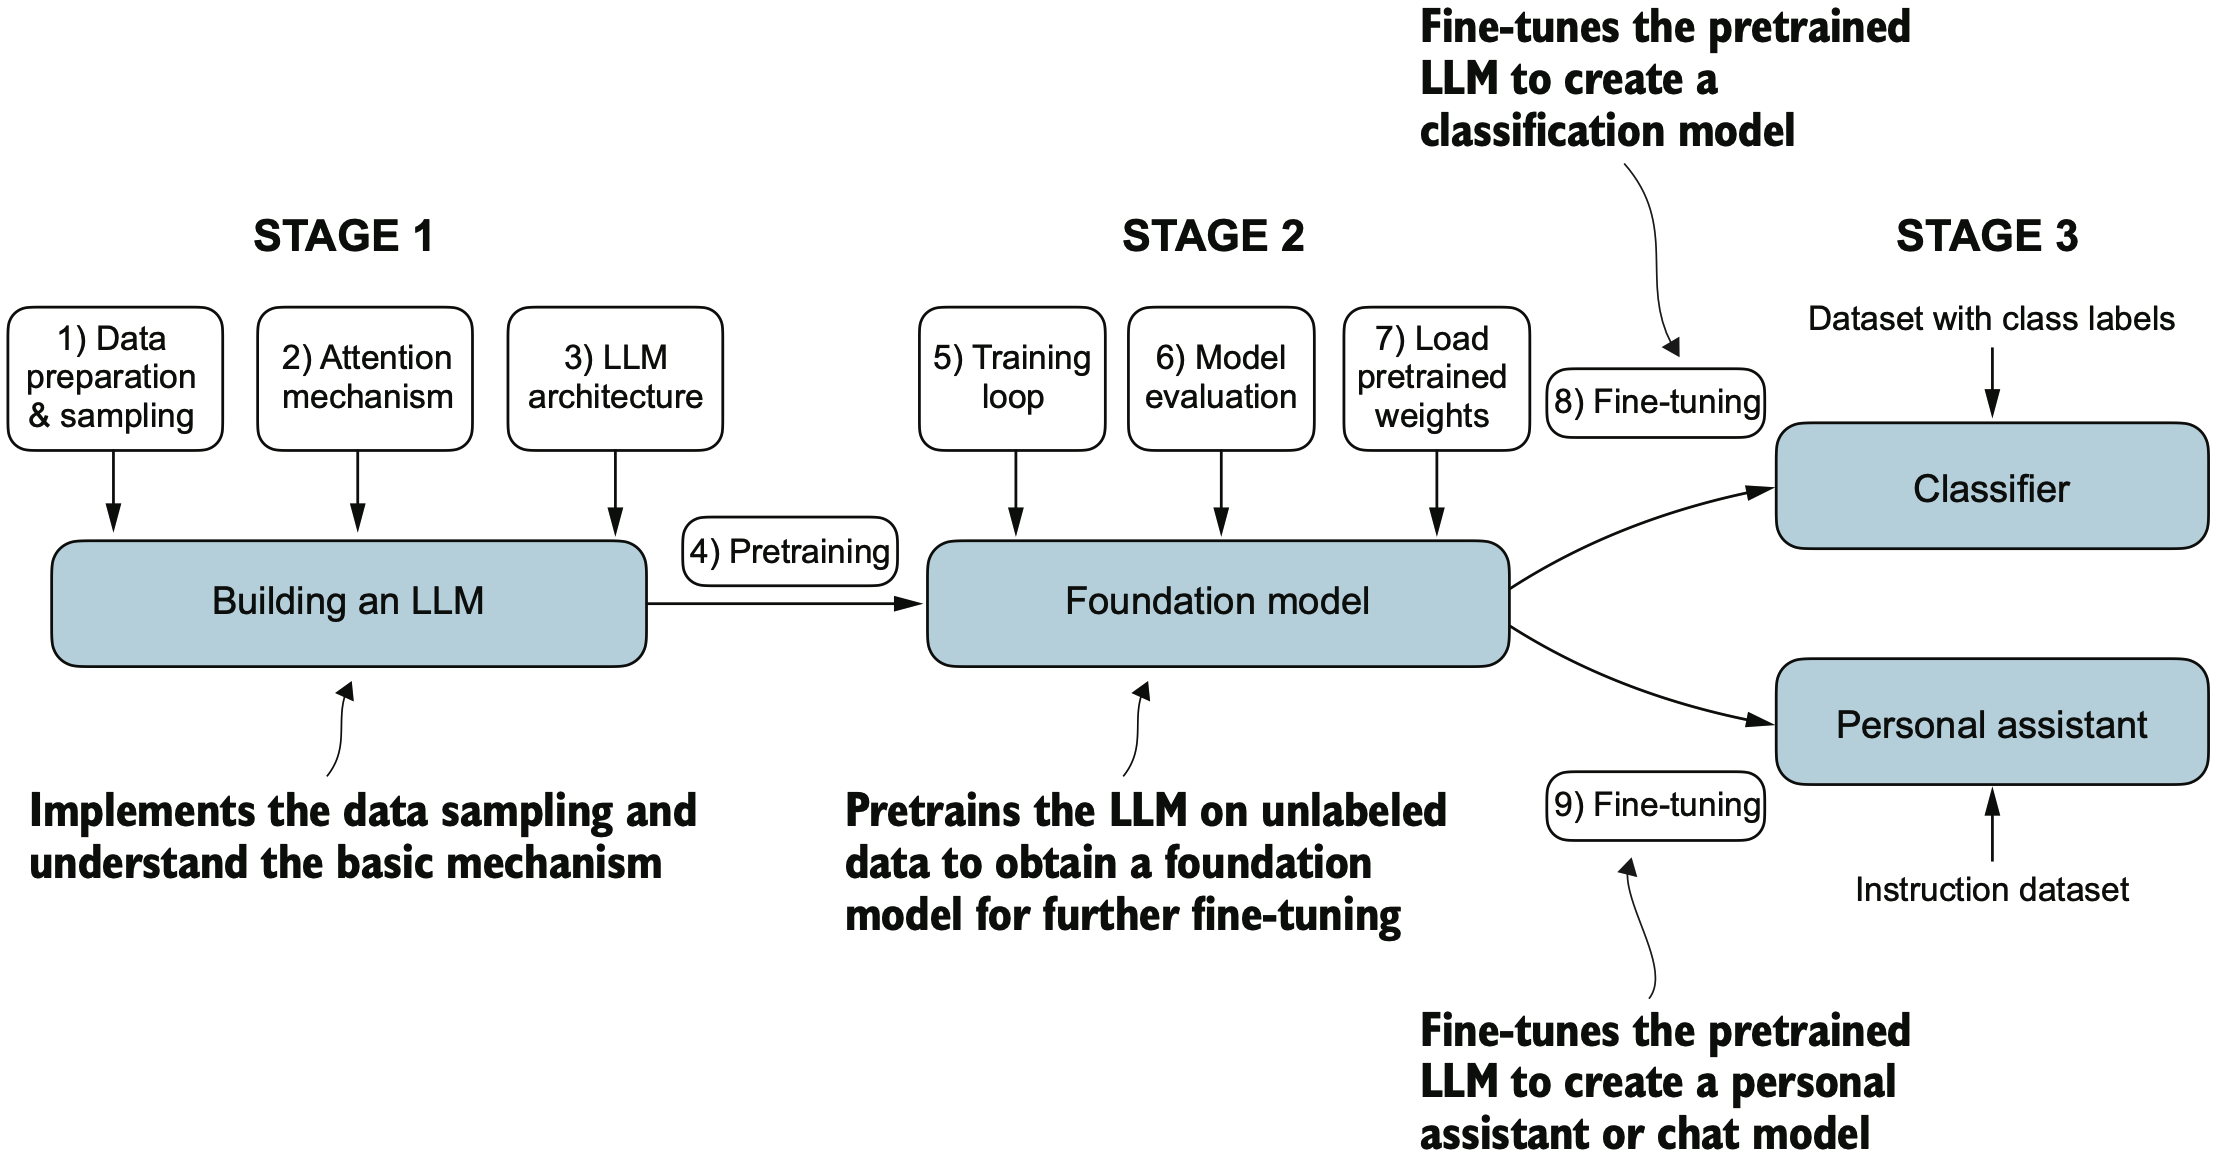 Fine-tunes the pretrained
LLM to create a
classification model
STAGE 1
STAGE 2
STAGE 3
1) Data
preparation
& sampling
2) Attention
mechanism
3) LLM
architecture
5) Training
loop
6) Model
evaluation
7) Load
pretrained
weights
8) Fine-tuning
Dataset with class labels
Classifier
4) Pretraining
Building an LLM
Foundation model
Personal assistant
9) Fine-tuning
Instruction dataset
Implements the data sampling and
understand the basic mechanism
Pretrains the LLM on unlabeled
data to obtain a foundation
model for further fine-tuning
Fine-tunes the pretrained
LLM to create a personal
assistant or chat model